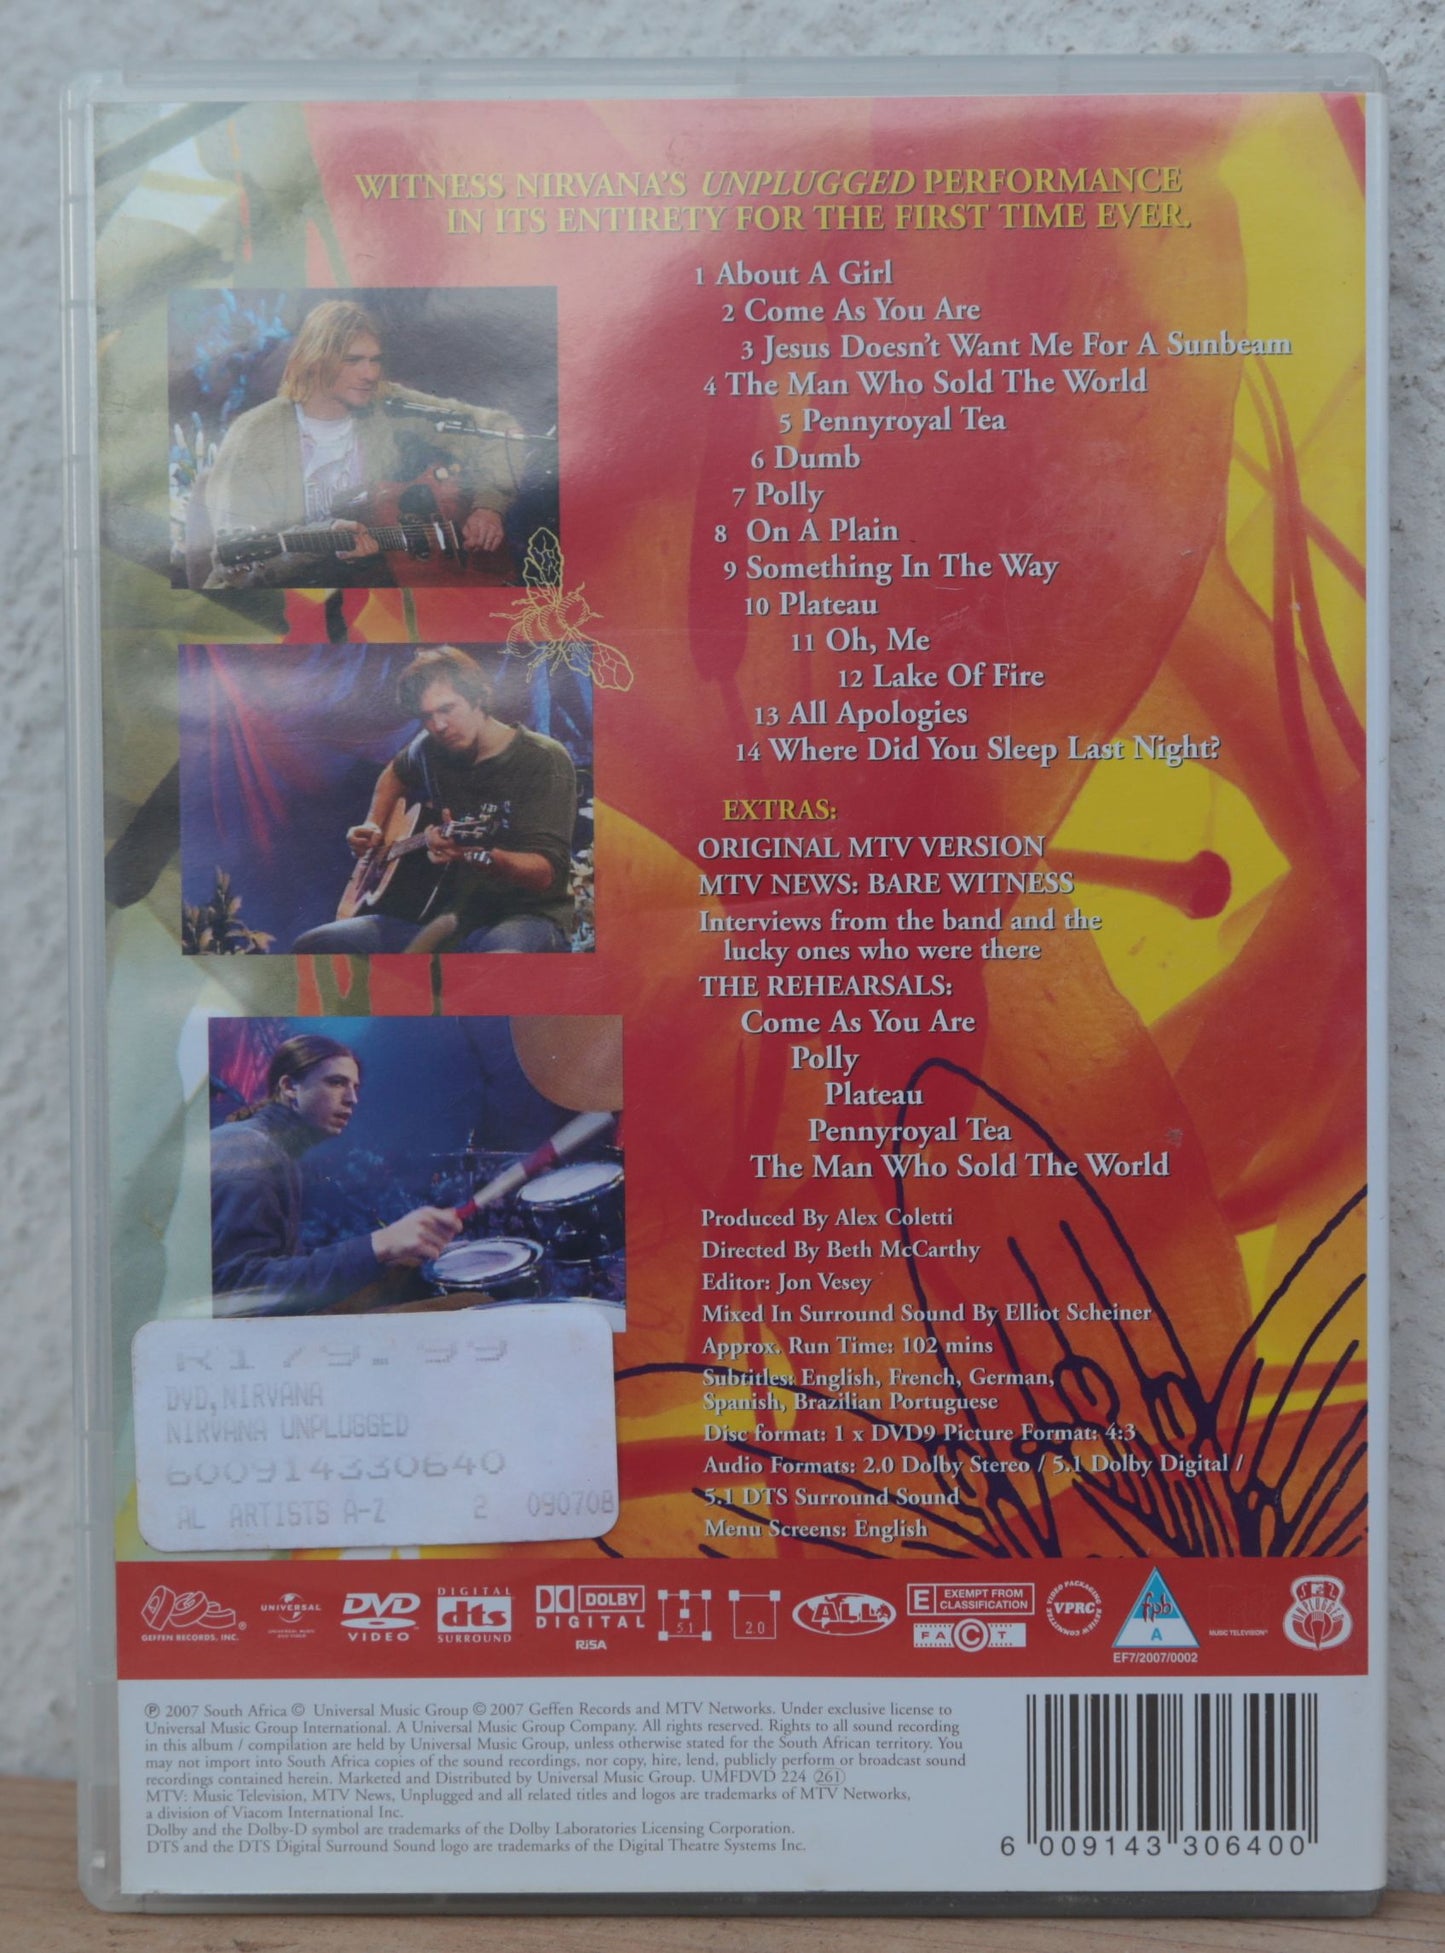 WITNESS NIRVANA'S UNPLUGGED PERFORMANCE
IN ITS ENTIRETY FOR THE FIRST TIME EVER.
1 About A Girl
2 Come As You Are
3 Jesus Doesn't Want Me For A Sunbeam
4 The Man Who Sold The World
5 Pennyroyal Tea
6 Dumb
7 Polly
8 On A Plain
9 Something In The Way
10 Plateau
11 Oh, Me
12 Lake Of Fire
13 All Apologies
14 Where Did You Sleep Last Night?
EXTRAS:
ORIGINAL MTV VERSION
MTV NEWS: BARE WITNESS
Interviews from the band and the
lucky ones who were there
THE REHEARSALS:
Come As You Are
Polly
Plateau
Pennyroyal Tea
The Man Who Sold The World
Produced By Alex Coletti
Directed By Beth McCarthy
Editor: Jon Vesey
Mixed In Surround Sound By Elliot Scheiner
Approx. Run Time: 102 mins
Subtitles: English, French, German,
Spanish, Brazilian Portuguese
Disc format: 1 x DVD9 Picture Format: 4:3
Audio Formats: 2.0 Dolby Stereo / 5.1 Dolby Digital /
5.1 DTS Surround Sound
Menu Screens: English
DVD,NIRVANA
NIRVANA UNPLUGGED
600914330640
AL ARTISTS A-Z 2 090708
GEFFEN RECORDS, INC.
UNIVERSAL
DVD VIDEO
DIGITAL dts SURROUND
DOLBY DIGITAL
RiSA
5.1
2.0
ALL
E EXEMPT FROM CLASSIFICATION
FACT
VIDEO PACKAGING REVIEW COMMITTEE VPRC
fpb A
EF7/2007/0002
MUSIC TELEVISION®
UNPLUGGED
℗ 2007 South Africa © Universal Music Group © 2007 Geffen Records and MTV Networks. Under exclusive license to
Universal Music Group International. A Universal Music Group Company. All rights reserved. Rights to all sound recording
in this album / compilation are held by Universal Music Group, unless otherwise stated for the South African territory. You
may not import into South Africa copies of the sound recordings, nor copy, hire, lend, publicly perform or broadcast sound
recordings contained herein. Marketed and Distributed by Universal Music Group. UMFDVD 224 (261)
MTV: Music Television, MTV News, Unplugged and all related titles and logos are trademarks of MTV Networks,
a division of Viacom International Inc.
Dolby and the Dolby-D symbol are trademarks of the Dolby Laboratories Licensing Corporation.
DTS and the DTS Digital Surround Sound logo are trademarks of the Digital Theatre Systems Inc.
6 009143 306400